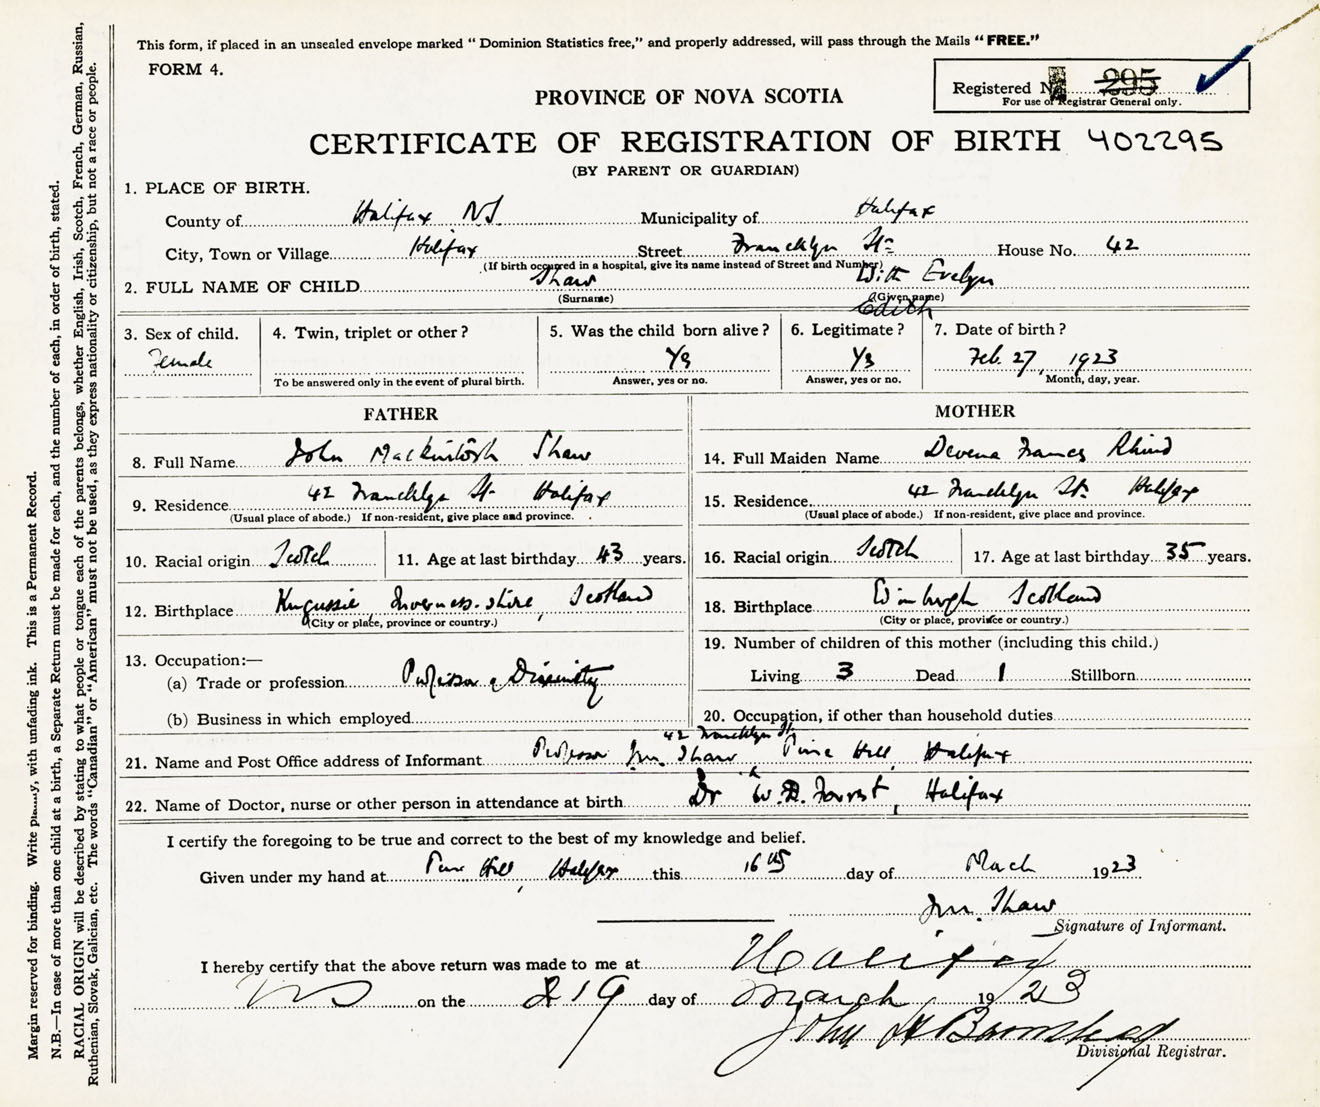 This form, if placed in an unsealed envelope marked "Dominion Statistics free," and properly addressed, will pass through the Mails "FREE."
FORM 4.
Registered No. 295
For use of Registrar General only.
PROVINCE OF NOVA SCOTIA
CERTIFICATE OF REGISTRATION OF BIRTH 402295
(BY PARENT OR GUARDIAN)
1. PLACE OF BIRTH.
County of Halifax NS Municipality of Halifax
City, Town or Village Halifax Street Francklyn St. House No. 42
(If birth occurred in a hospital, give its name instead of Street and Number)
2. FULL NAME OF CHILD Shaw Evelyn
(Surname) (Given name)
Edith
3. Sex of child. 4. Twin, triplet or other? 5. Was the child born alive? 6. Legitimate? 7. Date of birth?
Female Yes Yes Feb. 27, 1923
To be answered only in the event of plural birth. Answer, yes or no. Answer, yes or no. Month, day, year.
FATHER
8. Full Name John Mackintosh Shaw
9. Residence 42 Francklyn St. Halifax
(Usual place of abode.) If non-resident, give place and province.
10. Racial origin Scotch 11. Age at last birthday 43 years.
12. Birthplace Kingussie, Inverness-shire, Scotland
(City or place, province or country.)
13. Occupation:—
(a) Trade or profession Professor of Divinity
(b) Business in which employed
MOTHER
14. Full Maiden Name Devena Frances Rhind
15. Residence 42 Francklyn St. Halifax
(Usual place of abode.) If non-resident, give place and province.
16. Racial origin Scotch 17. Age at last birthday 35 years.
18. Birthplace Edinburgh Scotland
(City or place, province or country.)
19. Number of children of this mother (including this child.)
Living 3 Dead 1 Stillborn
20. Occupation, if other than household duties
42 Francklyn St.
21. Name and Post Office address of Informant Professor J.M. Shaw, Pine Hill, Halifax
22. Name of Doctor, nurse or other person in attendance at birth Dr W. D. Forrest, Halifax
I certify the foregoing to be true and correct to the best of my knowledge and belief.
Given under my hand at Pine Hill, Halifax this 16th day of March 1923
J.M. Shaw
Signature of Informant.
I hereby certify that the above return was made to me at Halifax
NS on the 219 day of March 1923
John H Barnstead
Divisional Registrar.
Margin reserved for binding. Write with unfading ink. This is a Permanent Record.
N.B.—In case of more than one child at a birth, a Separate Return must be made for each, and the number of each, in order of birth, stated.
RACIAL ORIGIN will be described by stating to what people or tongue each of the parents belongs, whether English, Irish, Scotch, French, German, Russian,
Ruthenian, Slovak, Galician, etc. The words "Canadian" or "American" must not be used, as they express nationality or citizenship, but not a race or people.